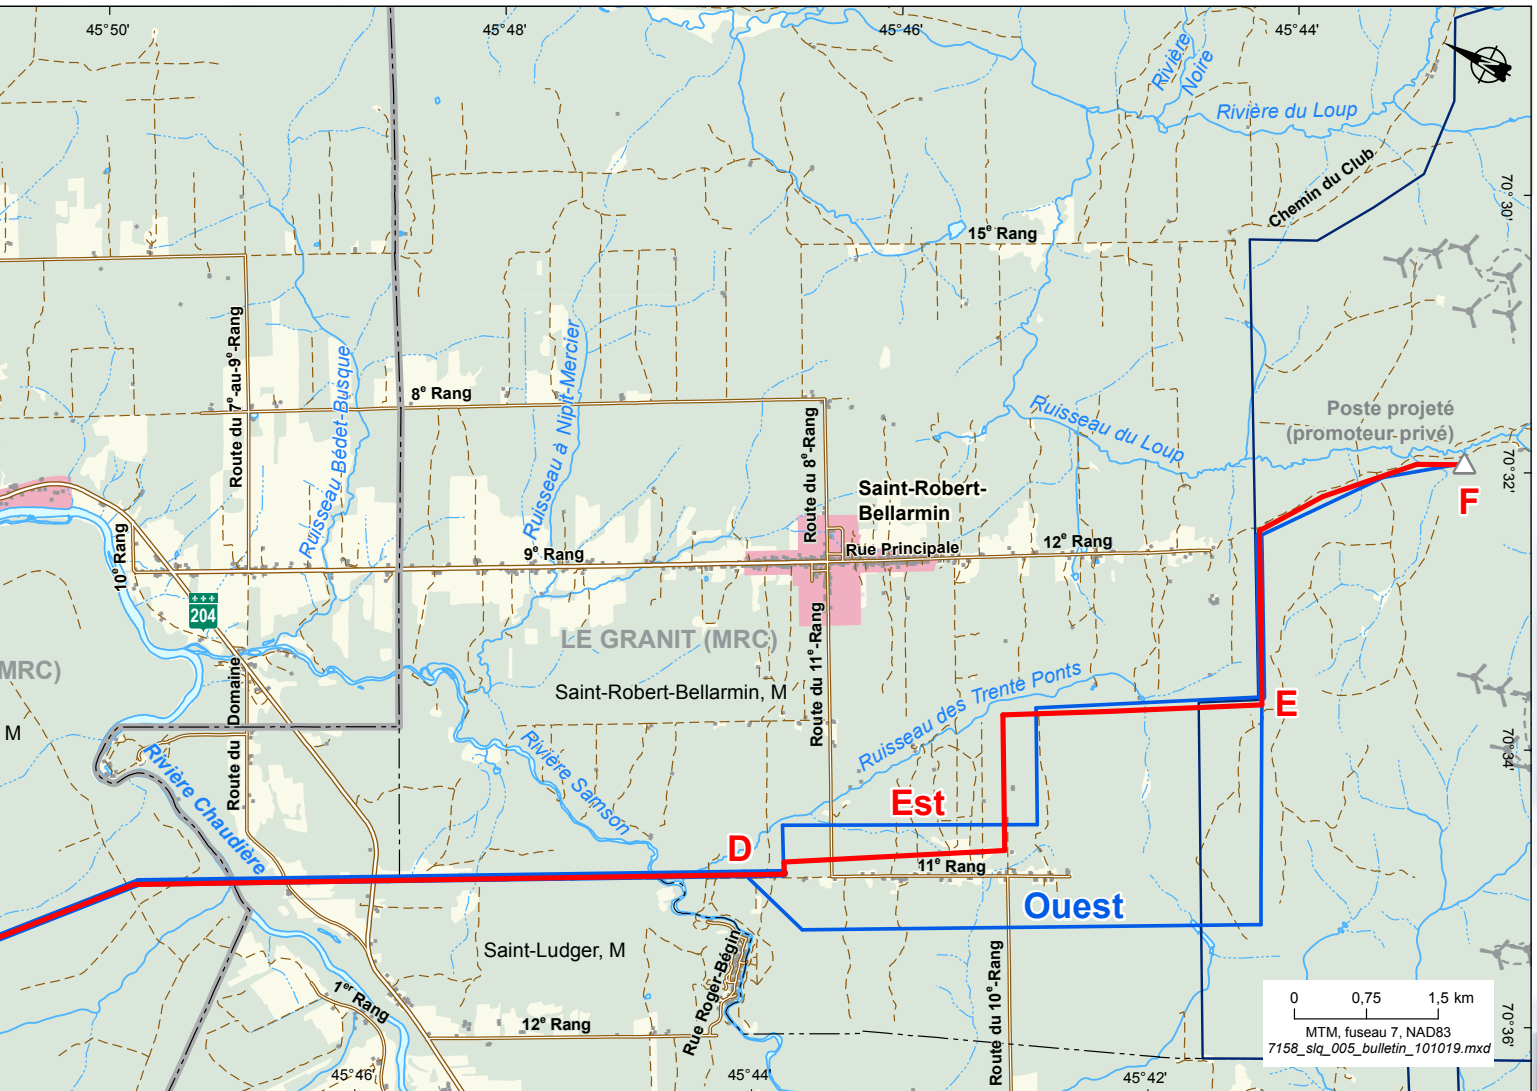 45°50'
45°48'
45°46'
45°44'
Rivière
Noire
Rivière du Loup
Chemin du Club
70°30'
15e Rang
Route du 7e-au-9e-Rang
Ruisseau Bédet-Busque
Ruisseau à Nipit-Mercier
8e Rang
Route du 8e-Rang
Ruisseau du Loup
Poste projeté
(promoteur privé)
70°32'
F
Saint-Robert-
Bellarmin
10e Rang
9e Rang
Rue Principale
12e Rang
204
LE GRANIT (MRC)
MRC)
Saint-Robert-Bellarmin, M
M
Route du 11e-Rang
Ruisseau des Trente Ponts
E
Route du Domaine
Rivière Chaudière
Rivière Samson
70°34'
Est
D
11e Rang
Ouest
Saint-Ludger, M
Rue Roger-Bégin
Route du 10e-Rang
1er Rang
12e Rang
0 0,75 1,5 km
MTM, fuseau 7, NAD83
7158_slq_005_bulletin_101019.mxd
70°36'
45°46'
45°44'
45°42'